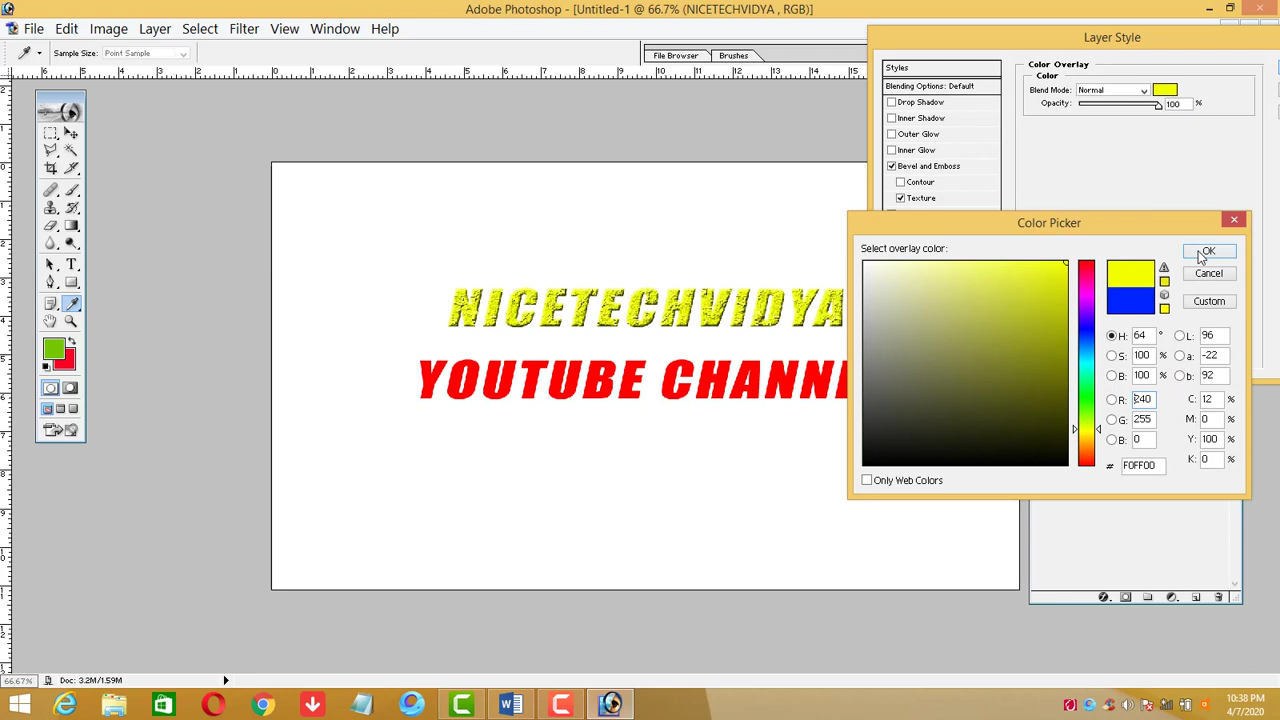 Adobe Photoshop - [Untitled-1 @ 66.7% (NICETECHVIDYA , RGB)]
File Edit Image Layer Select Filter View Window Help
Sample Size: Point Sample
File Browser Brushes
Layer Style
Styles
Blending Options: Default
Drop Shadow
Inner Shadow
Outer Glow
Inner Glow
Bevel and Emboss
Contour
Texture
Color Overlay
Color
Blend Mode: Normal
Opacity: 100 %
NICETECHVIDYA
YOUTUBE CHANNE
Color Picker
Select overlay color:
OK
Cancel
Custom
H: 64 ° L: 96
S: 100 % a: -22
B: 100 % b: 92
R: 240 C: 12 %
G: 255 M: 0 %
B: 0 Y: 100 %
# F0FF00 K: 0 %
Only Web Colors
66.67% Doc: 3.2M/1.59M
10:38 PM
4/7/2020